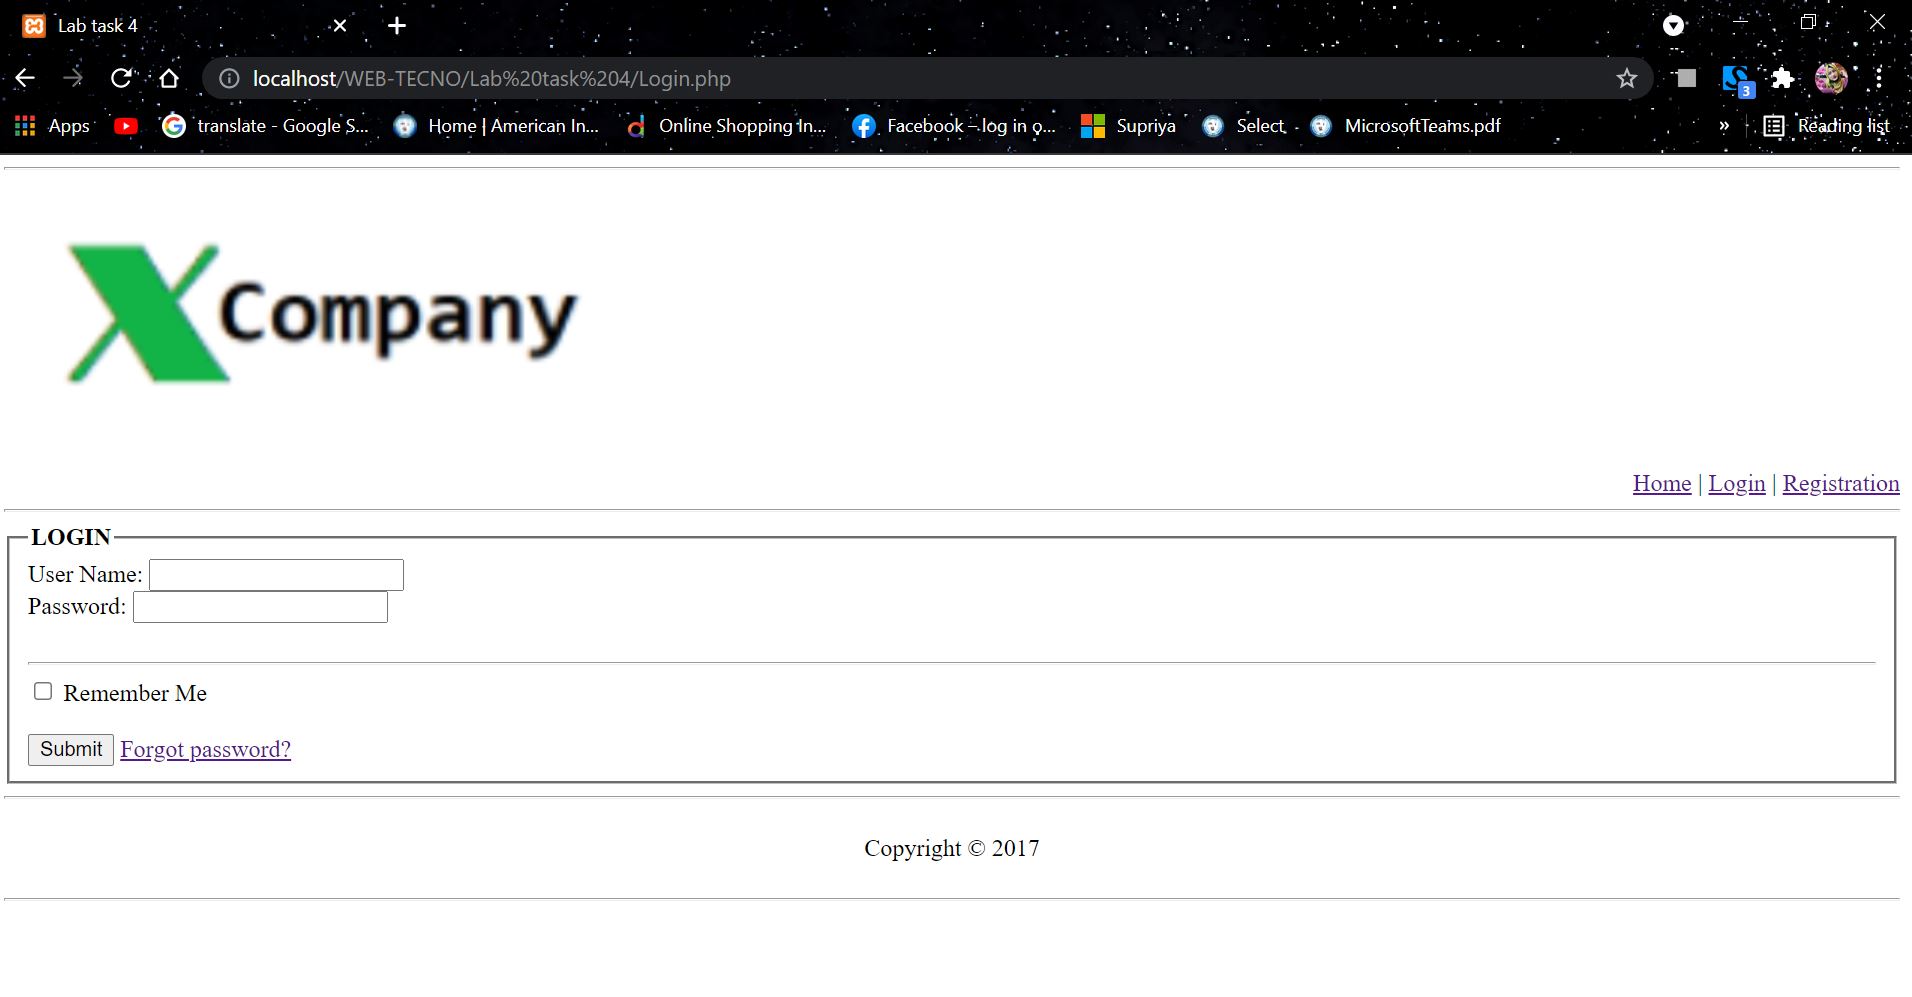 Lab task 4
localhost/WEB-TECNO/Lab%20task%204/Login.php
3
Apps translate - Google S... Home | American In... Online Shopping In... Facebook – log in o... Supriya Select MicrosoftTeams.pdf » Reading list
X Company
Home | Login | Registration
LOGIN
User Name:
Password:
Remember Me
Submit Forgot password?
Copyright © 2017